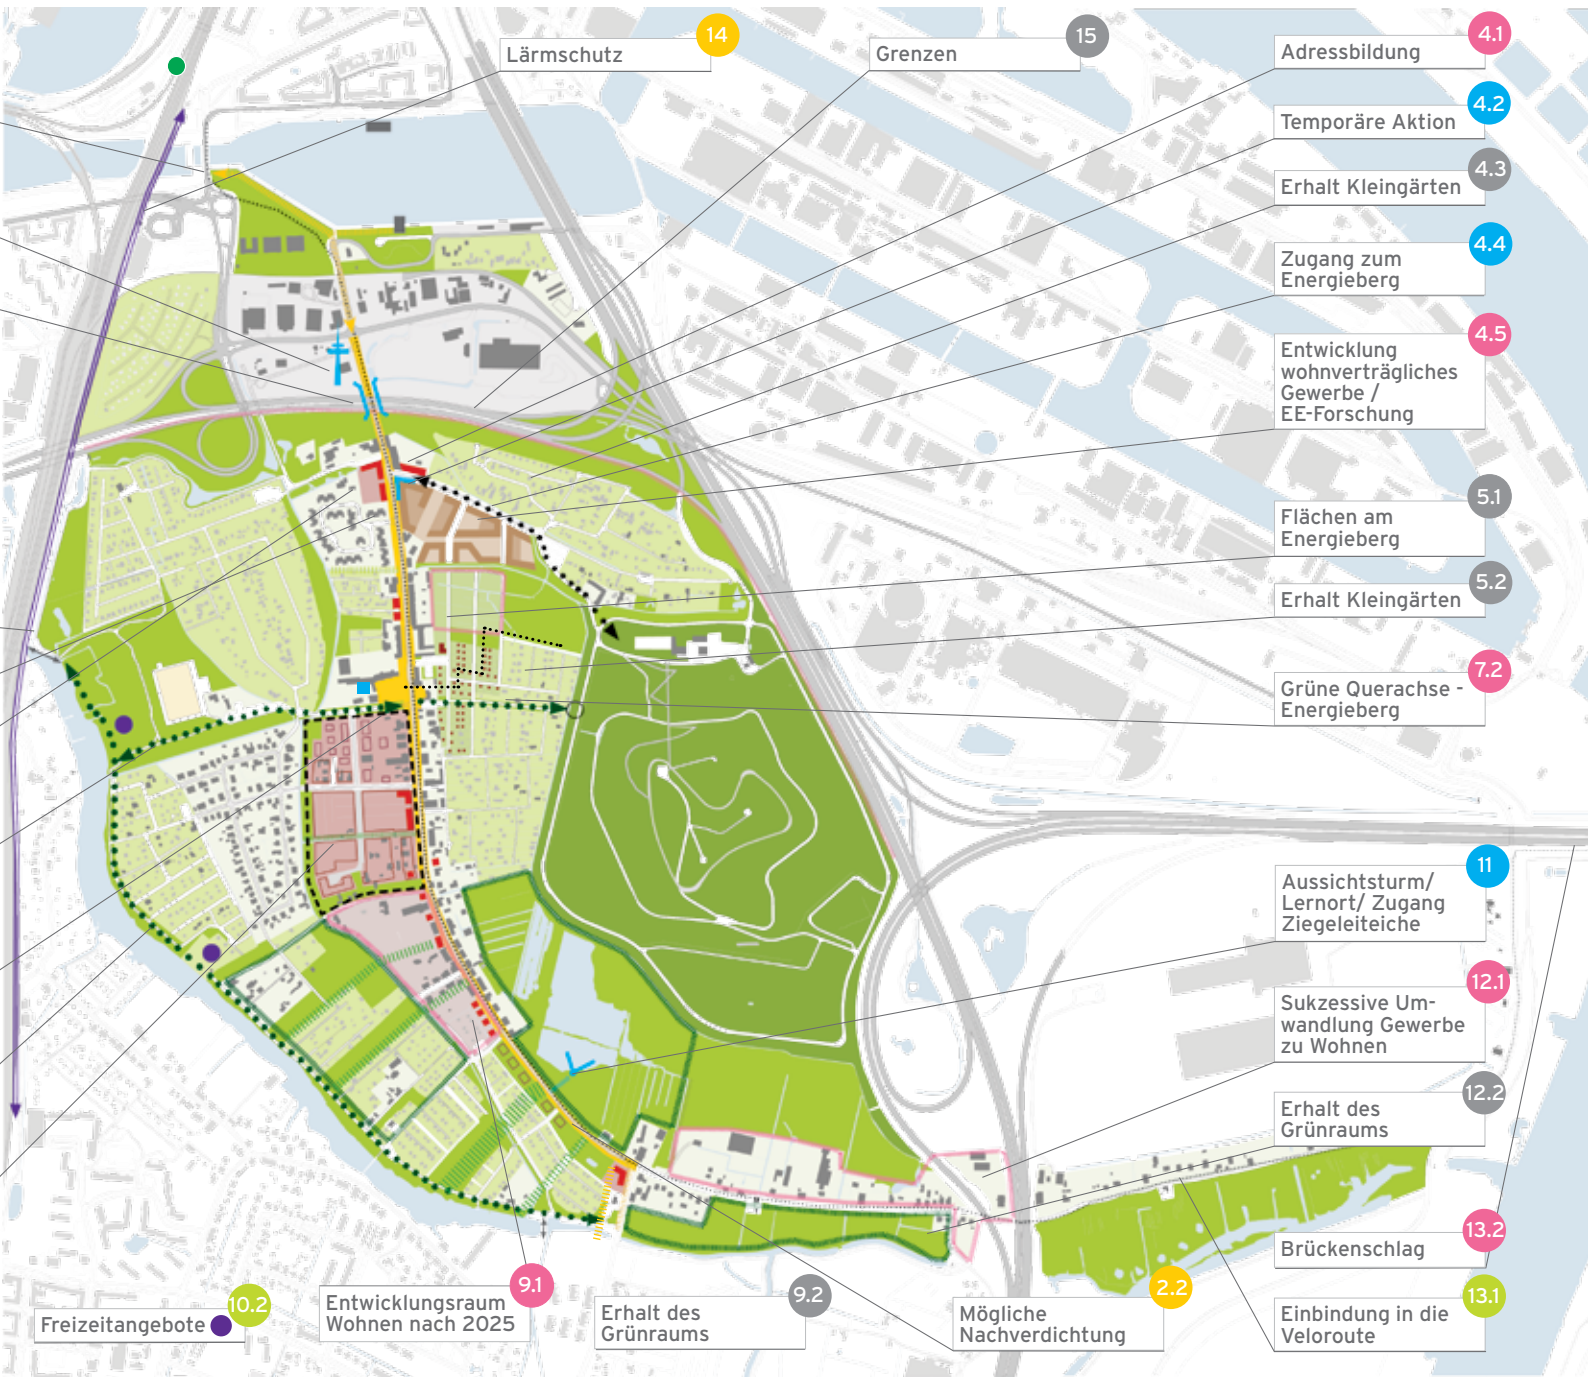 Lärmschutz
14
Grenzen
15
Adressbildung
4.1
Temporäre Aktion
4.2
Erhalt Kleingärten
4.3
Zugang zum
Energieberg
4.4
Entwicklung
wohnverträgliches
Gewerbe /
EE-Forschung
4.5
Flächen am
Energieberg
5.1
Erhalt Kleingärten
5.2
Grüne Querachse -
Energieberg
7.2
Aussichtsturm/
Lernort/ Zugang
Ziegeleiteiche
11
Sukzessive Um-
wandlung Gewerbe
zu Wohnen
12.1
Erhalt des
Grünraums
12.2
Brückenschlag
13.2
Einbindung in die
Veloroute
13.1
Freizeitangebote
10.2
Entwicklungsraum
Wohnen nach 2025
9.1
Erhalt des
Grünraums
9.2
Mögliche
Nachverdichtung
2.2